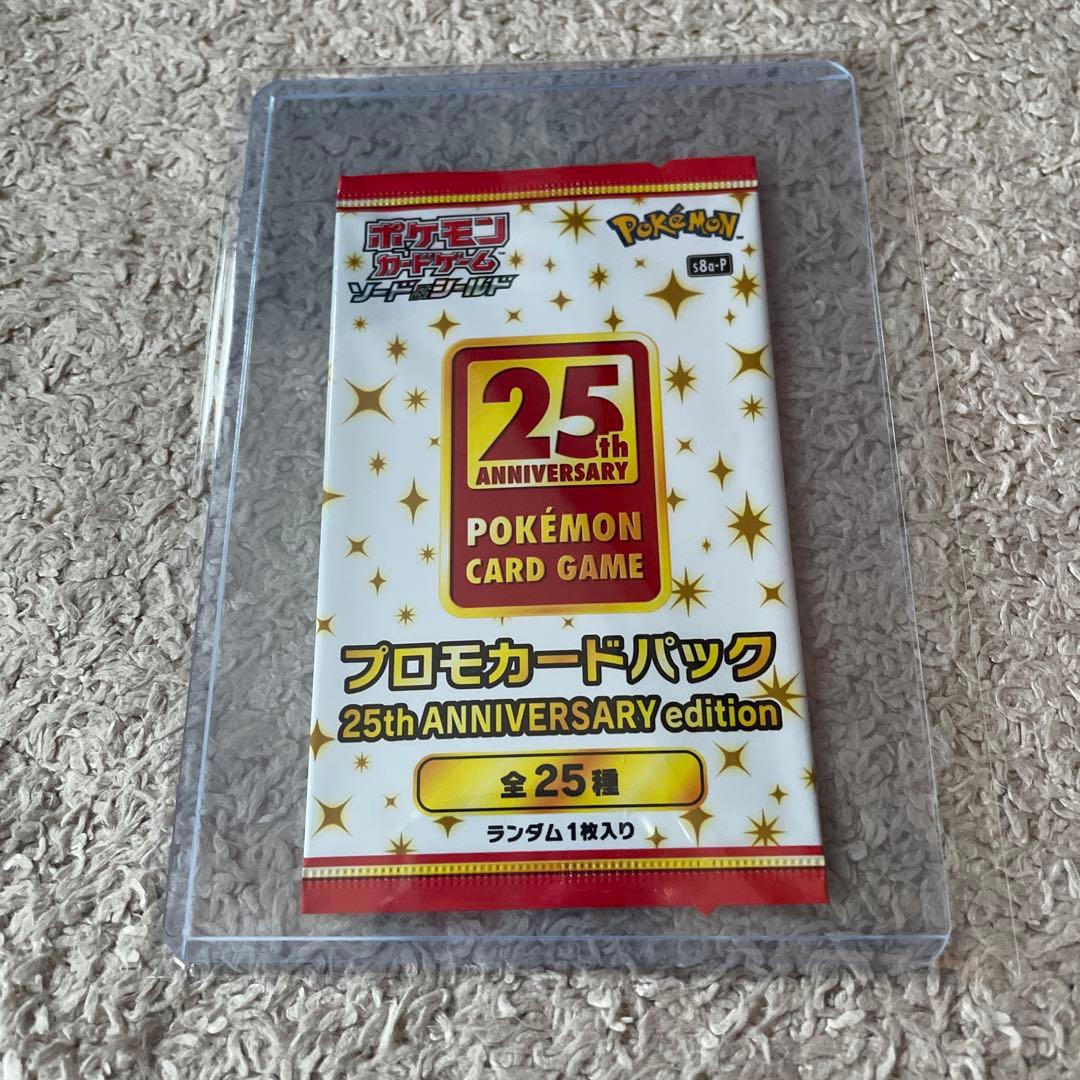 ポケモン
カードゲーム
ソード&シールド
POKéMON
s8a-P
25th
ANNIVERSARY
POKÉMON
CARD GAME
プロモカードパック
25th ANNIVERSARY edition
全25種
ランダム1枚入り